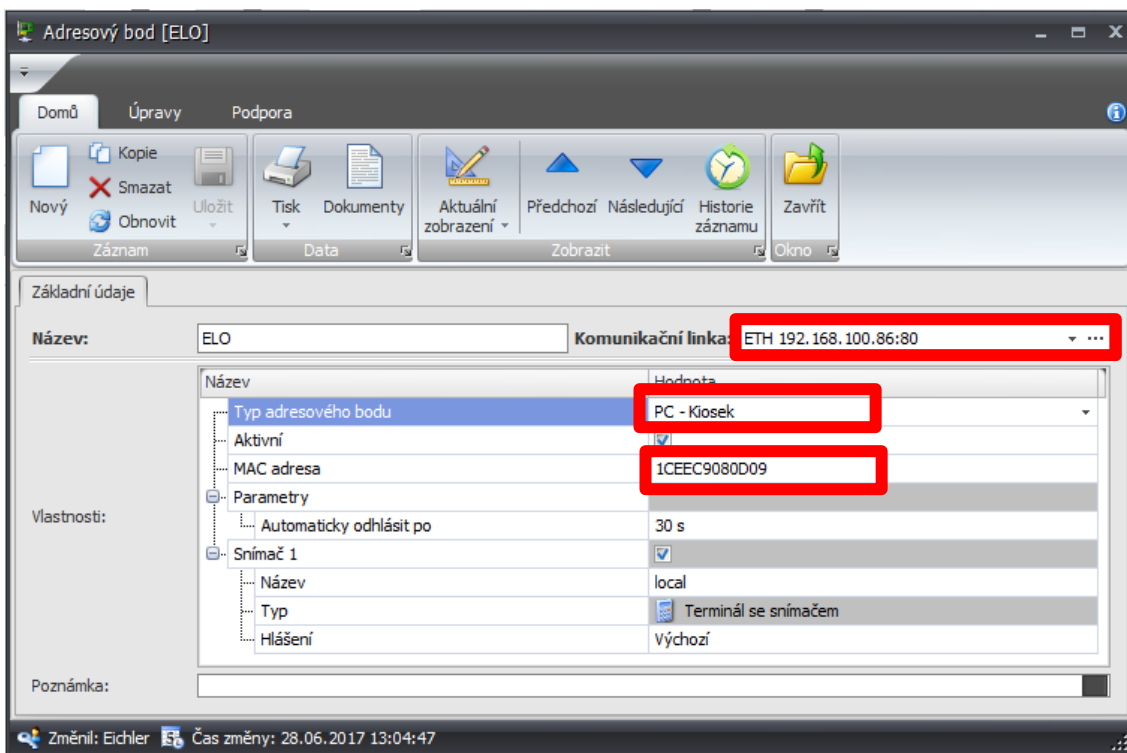 Adresový bod [ELO]
Domů Úpravy Podpora
Nový
Kopie
Smazat
Obnovit
Uložit
Záznam
Tisk
Dokumenty
Data
Aktuální
zobrazení
Předchozí
Následující
Historie
záznamu
Zobrazit
Zavřít
Okno
Základní údaje
Název: ELO Komunikační linka: ETH 192.168.100.86:80
Vlastnosti:
Název Hodnota
Typ adresového bodu PC - Kiosek
Aktivní
MAC adresa 1CEEC9080D09
Parametry
Automaticky odhlásit po 30 s
Snímač 1
Název local
Typ Terminál se snímačem
Hlášení Výchozí
Poznámka:
Změnil: Eichler Čas změny: 28.06.2017 13:04:47